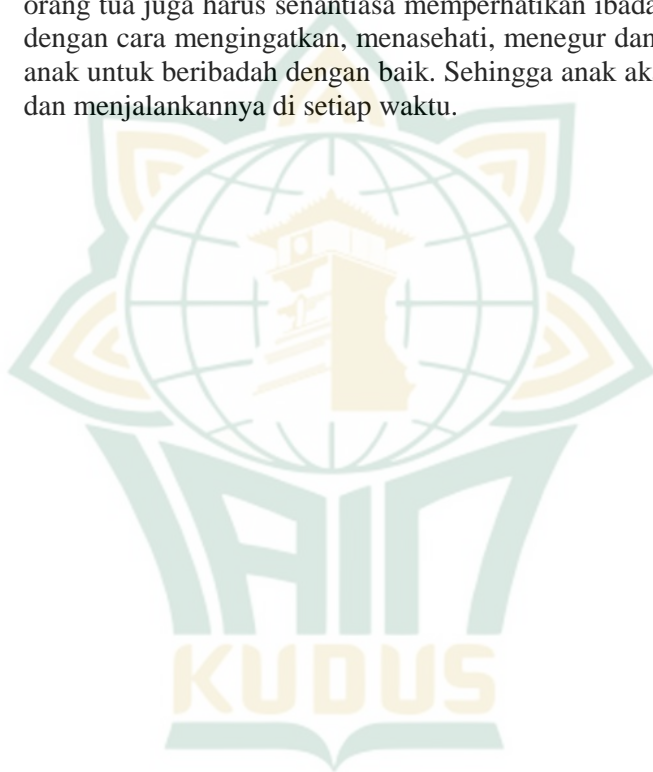 orang tua juga harus senantiasa memperhatikan ibada
dengan cara mengingatkan, menasehati, menegur dan
anak untuk beribadah dengan baik. Sehingga anak ak
dan menjalankannya di setiap waktu.
IAIN
KUDUS